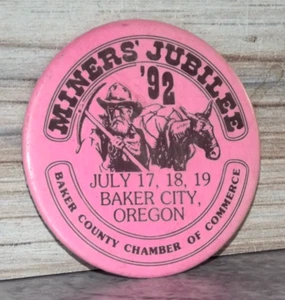 MINERS' JUBILEE
'92
JULY 17, 18, 19
BAKER CITY,
OREGON
BAKER COUNTY CHAMBER OF COMMERCE